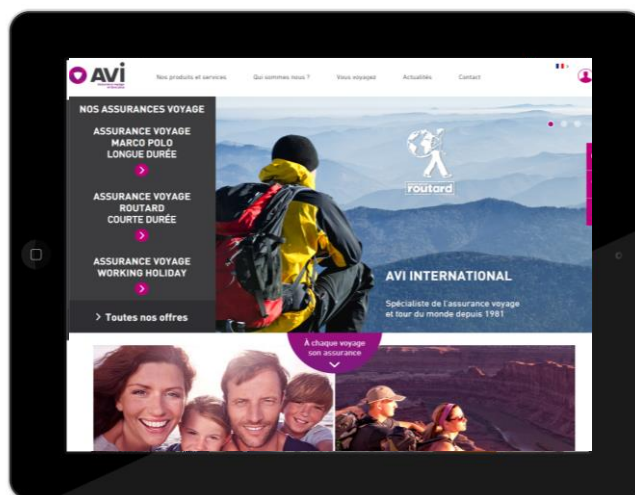 AVI
Nos produits et services
Qui sommes nous ?
Vous voyagez
Actualités
Contact
NOS ASSURANCES VOYAGE
ASSURANCE VOYAGE
MARCO POLO
LONGUE DURÉE
ASSURANCE VOYAGE
ROUTARD
COURTE DURÉE
ASSURANCE VOYAGE
WORKING HOLIDAY
> Toutes nos offres
routard
AVI INTERNATIONAL
Spécialiste de l'assurance voyage
et tour du monde depuis 1981
À chaque voyage
son assurance